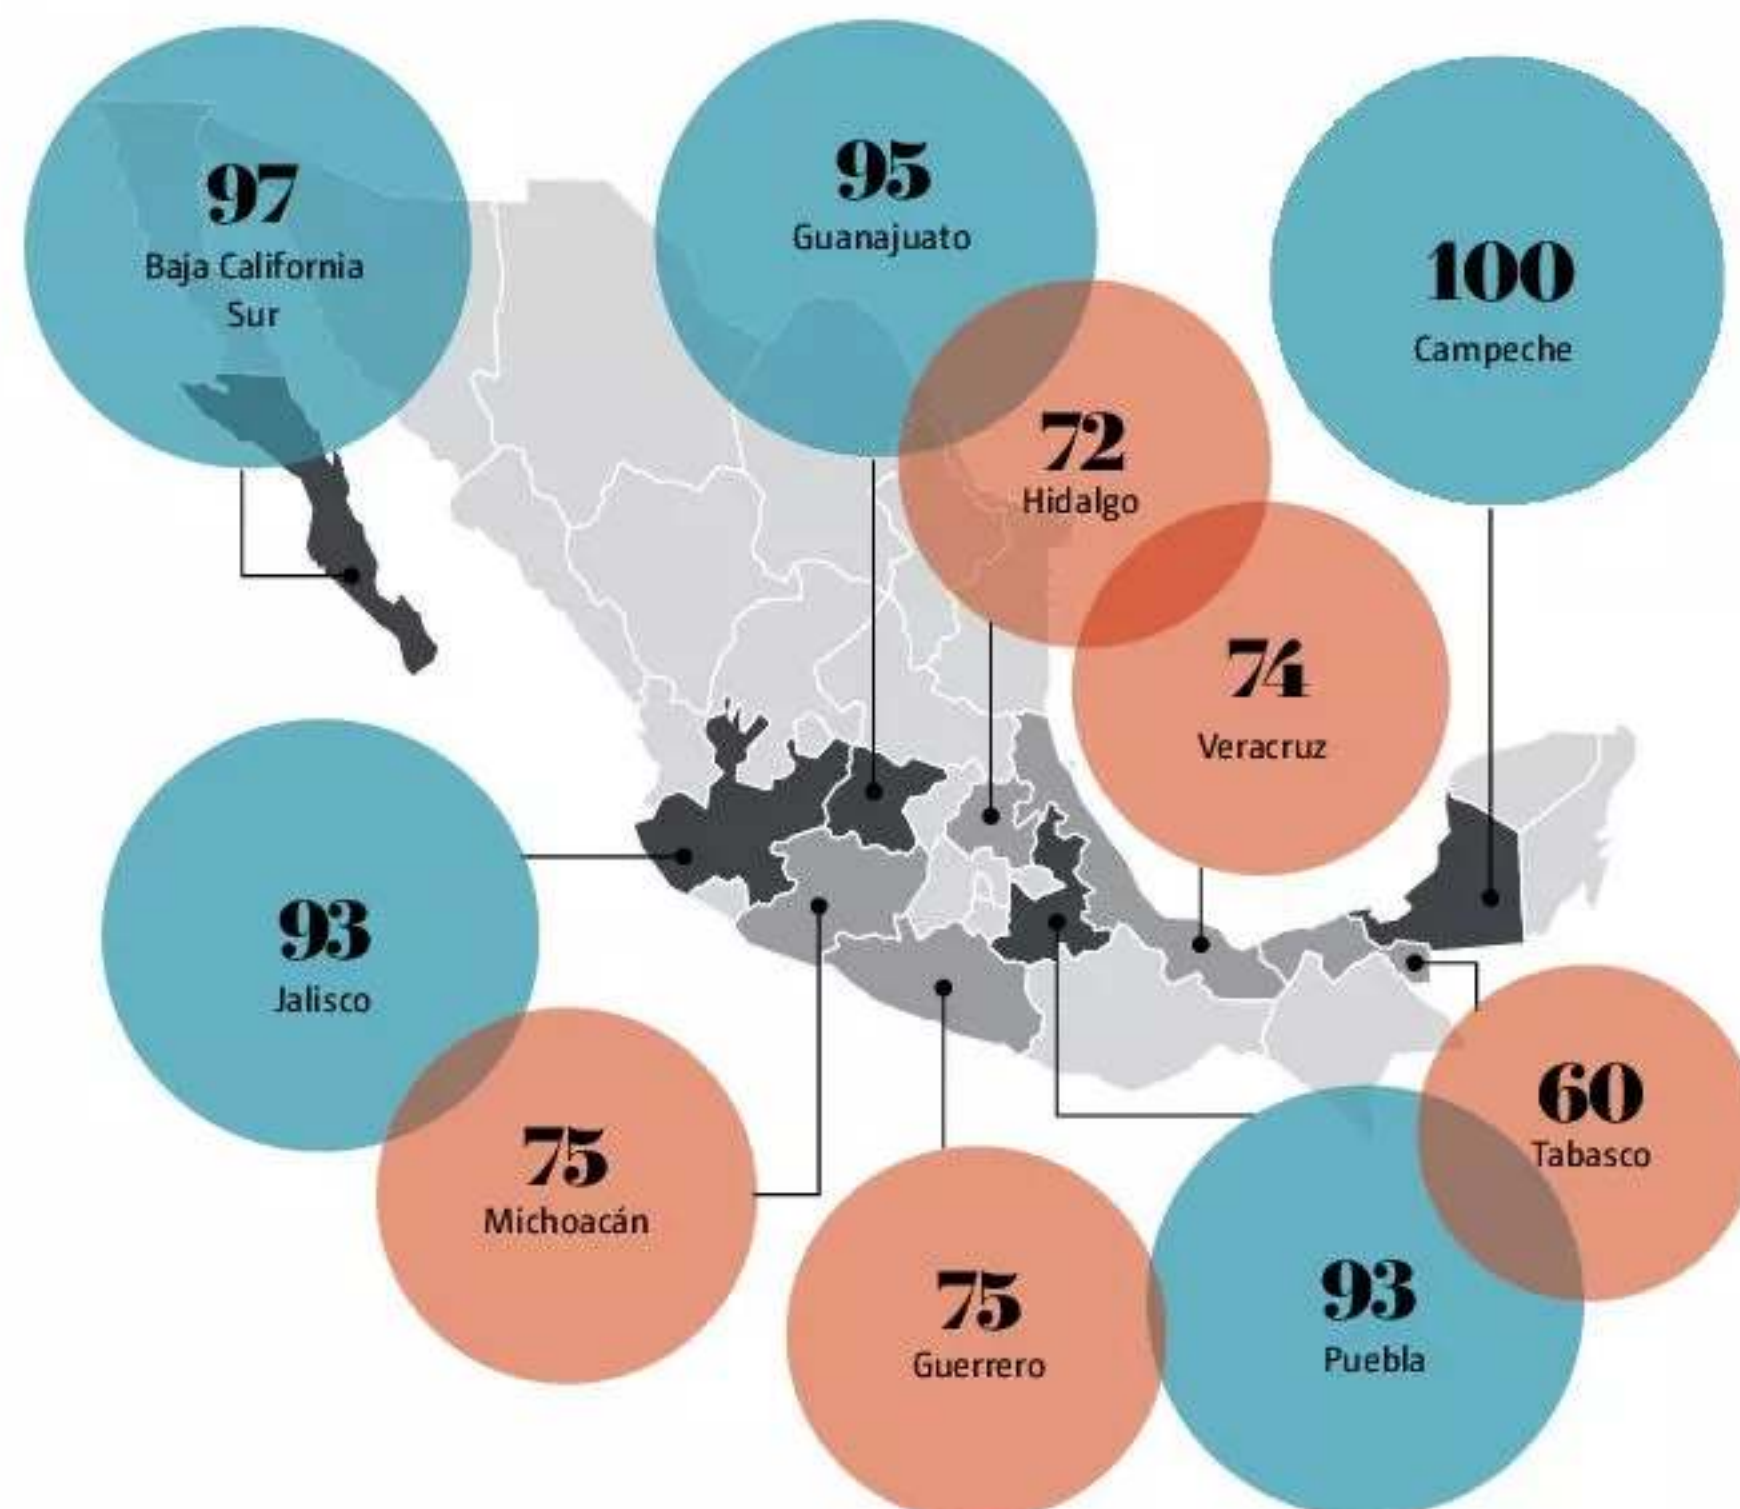 97
Baja California
Sur
95
Guanajuato
100
Campeche
72
Hidalgo
74
Veracruz
93
Jalisco
75
Michoacán
75
Guerrero
93
Puebla
60
Tabasco